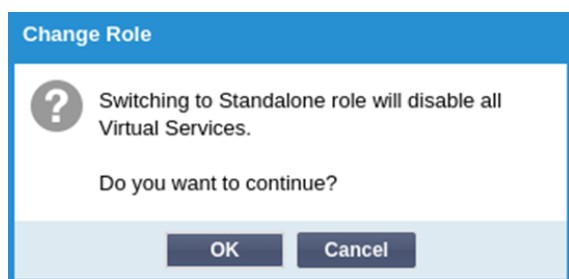 Change Role
?
Switching to Standalone role will disable all
Virtual Services.
Do you want to continue?
OK
Cancel